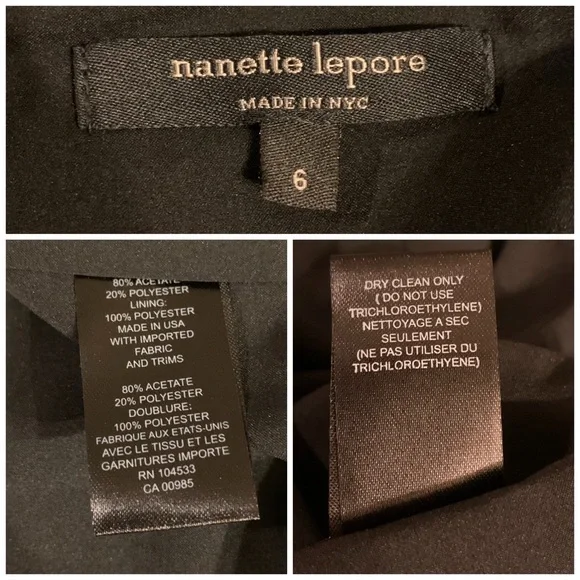 nanette lepore
MADE IN NYC
6
80% ACETATE
20% POLYESTER
LINING:
100% POLYESTER
MADE IN USA
WITH IMPORTED
FABRIC
AND TRIMS
80% ACETATE
20% POLYESTER
DOUBLURE:
100% POLYESTER
FABRIQUE AUX ETATS-UNIS
AVEC LE TISSU ET LES
GARNITURES IMPORTE
RN 104533
CA 00985
DRY CLEAN ONLY
( DO NOT USE
TRICHLOROETHYLENE)
NETTOYAGE A SEC
SEULEMENT
(NE PAS UTILISER DU
TRICHLOROETHYENE)